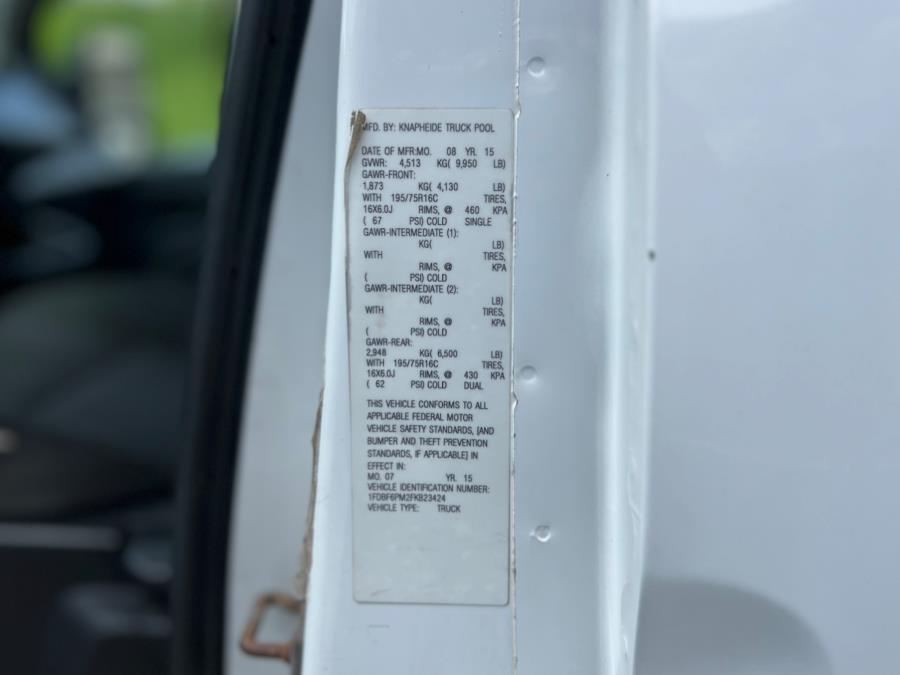 MFD. BY: KNAPHEIDE TRUCK POOL
DATE OF MFR:MO. 08 YR. 15
GVWR: 4,513 KG( 9,950 LB)
GAWR-FRONT:
1,873 KG( 4,130 LB)
WITH 195/75R16C TIRES,
16X6.0J RIMS, @ 460 KPA
( 67 PSI) COLD SINGLE
GAWR-INTERMEDIATE (1):
KG( LB)
WITH TIRES,
RIMS, @ KPA
( PSI) COLD
GAWR-INTERMEDIATE (2):
KG( LB)
WITH TIRES,
RIMS, @ KPA
( PSI) COLD
GAWR-REAR:
2,948 KG( 6,500 LB)
WITH 195/75R16C TIRES,
16X6.0J RIMS, @ 430 KPA
( 62 PSI) COLD DUAL
THIS VEHICLE CONFORMS TO ALL
APPLICABLE FEDERAL MOTOR
VEHICLE SAFETY STANDARDS, [AND
BUMPER AND THEFT PREVENTION
STANDARDS, IF APPLICABLE] IN
EFFECT IN:
MO. 07 YR. 15
VEHICLE IDENTIFICATION NUMBER:
1FDBF6PM2FKB23424
VEHICLE TYPE: TRUCK